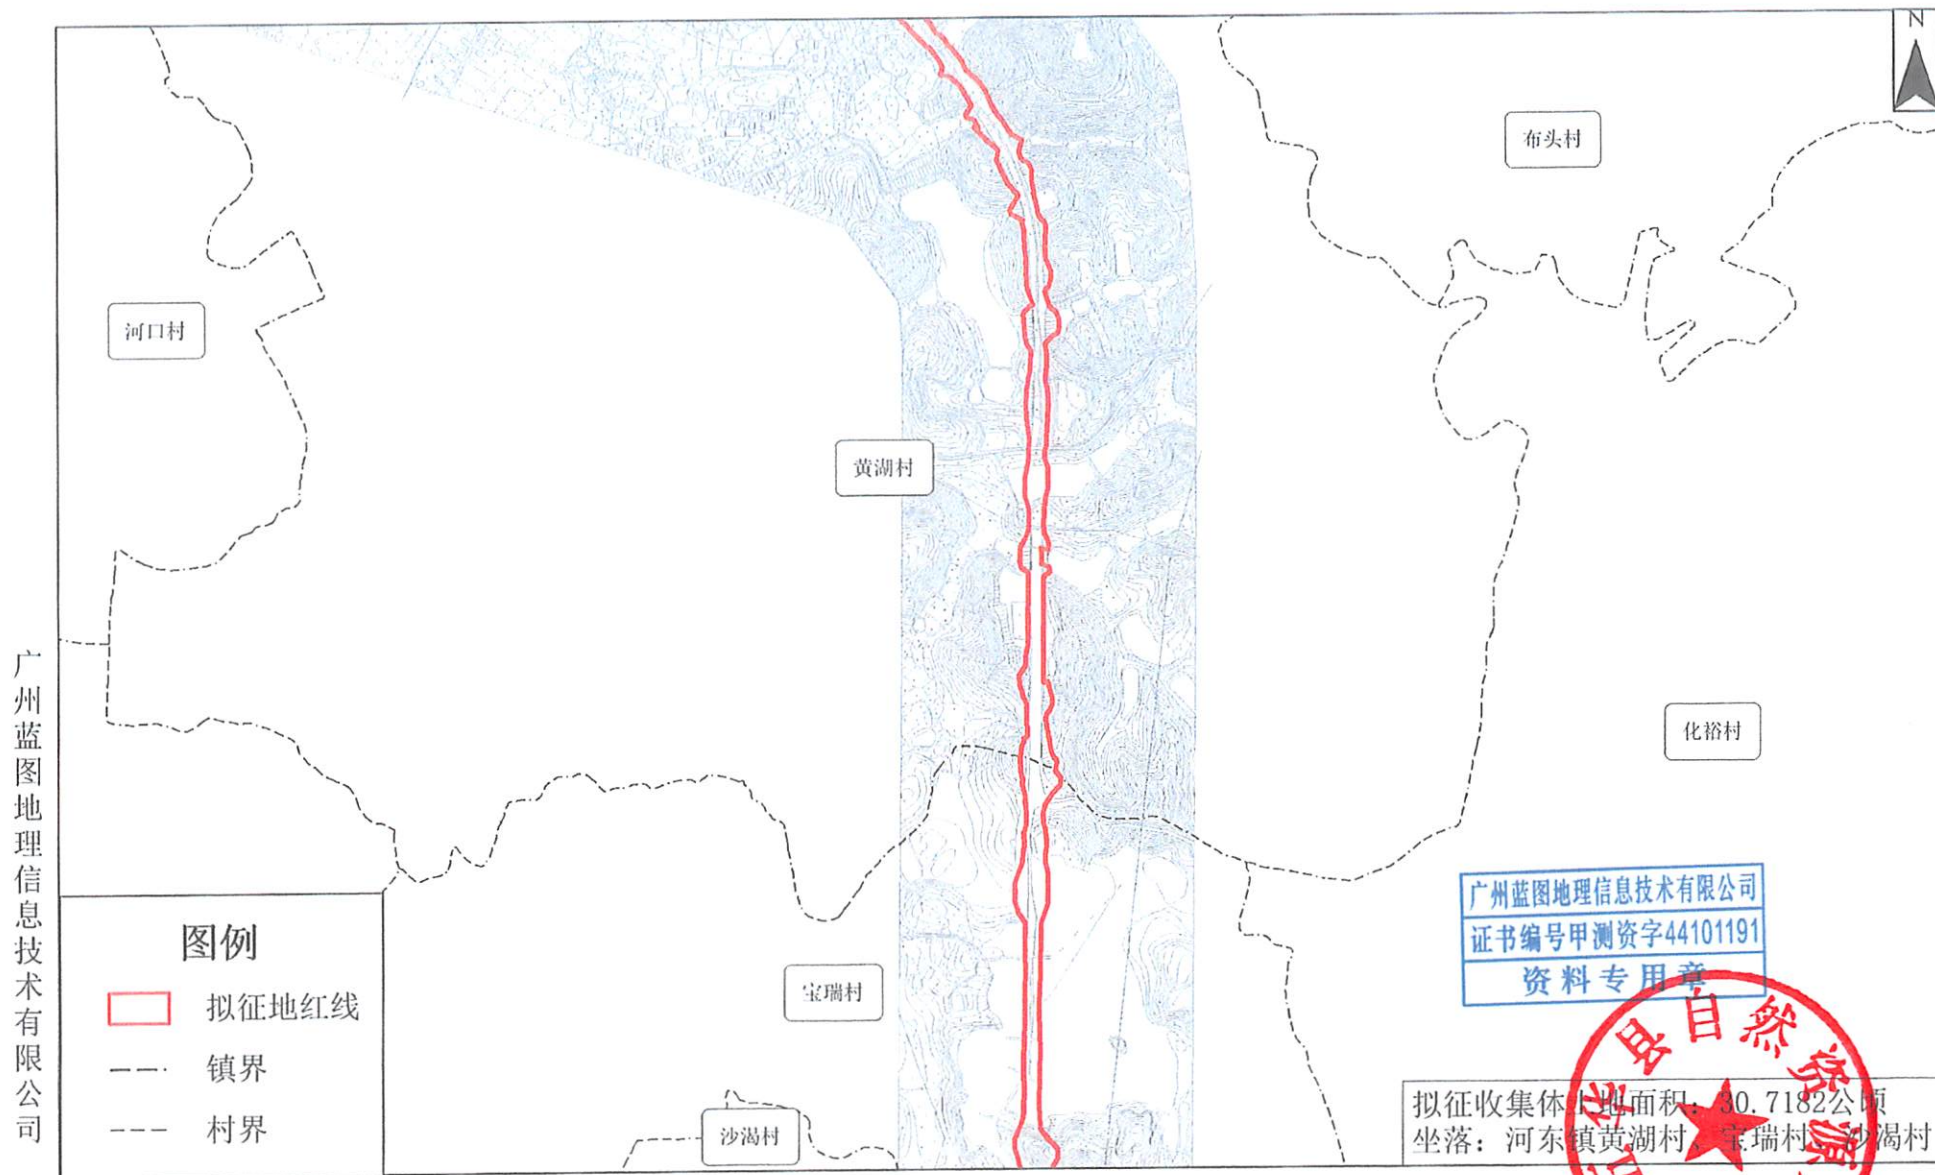 N
布头村
河口村
黄湖村
化裕村
宝瑞村
沙渴村
广州蓝图地理信息技术有限公司
图例
拟征地红线
镇界
村界
广州蓝图地理信息技术有限公司
证书编号甲测资字44101191
资料专用章
华县自然资源
拟征收集体土地面积：30.7182公顷
坐落：河东镇黄湖村、宝瑞村、沙渴村